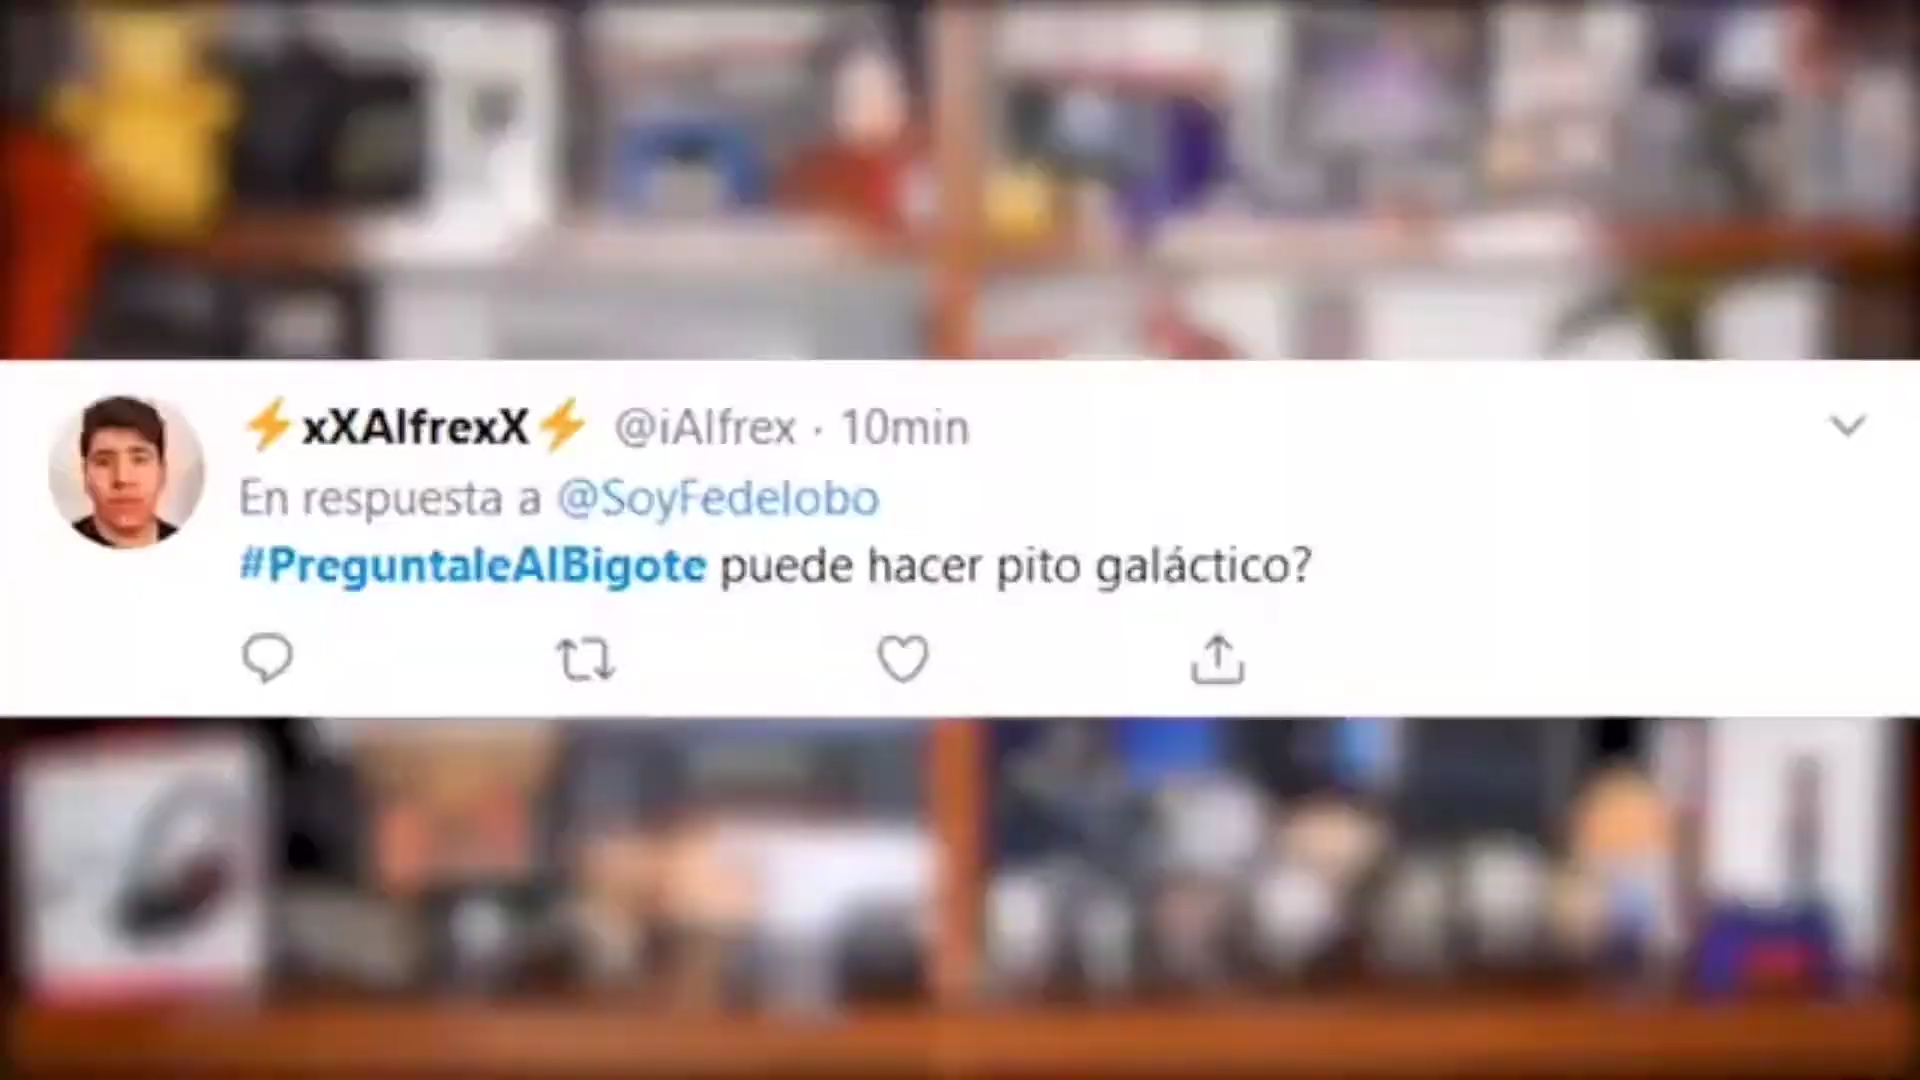 ⚡xXAlfrexX⚡ @iAlfrex · 10min
En respuesta a @SoyFedelobo
#PreguntaleAlBigote puede hacer pito galáctico?